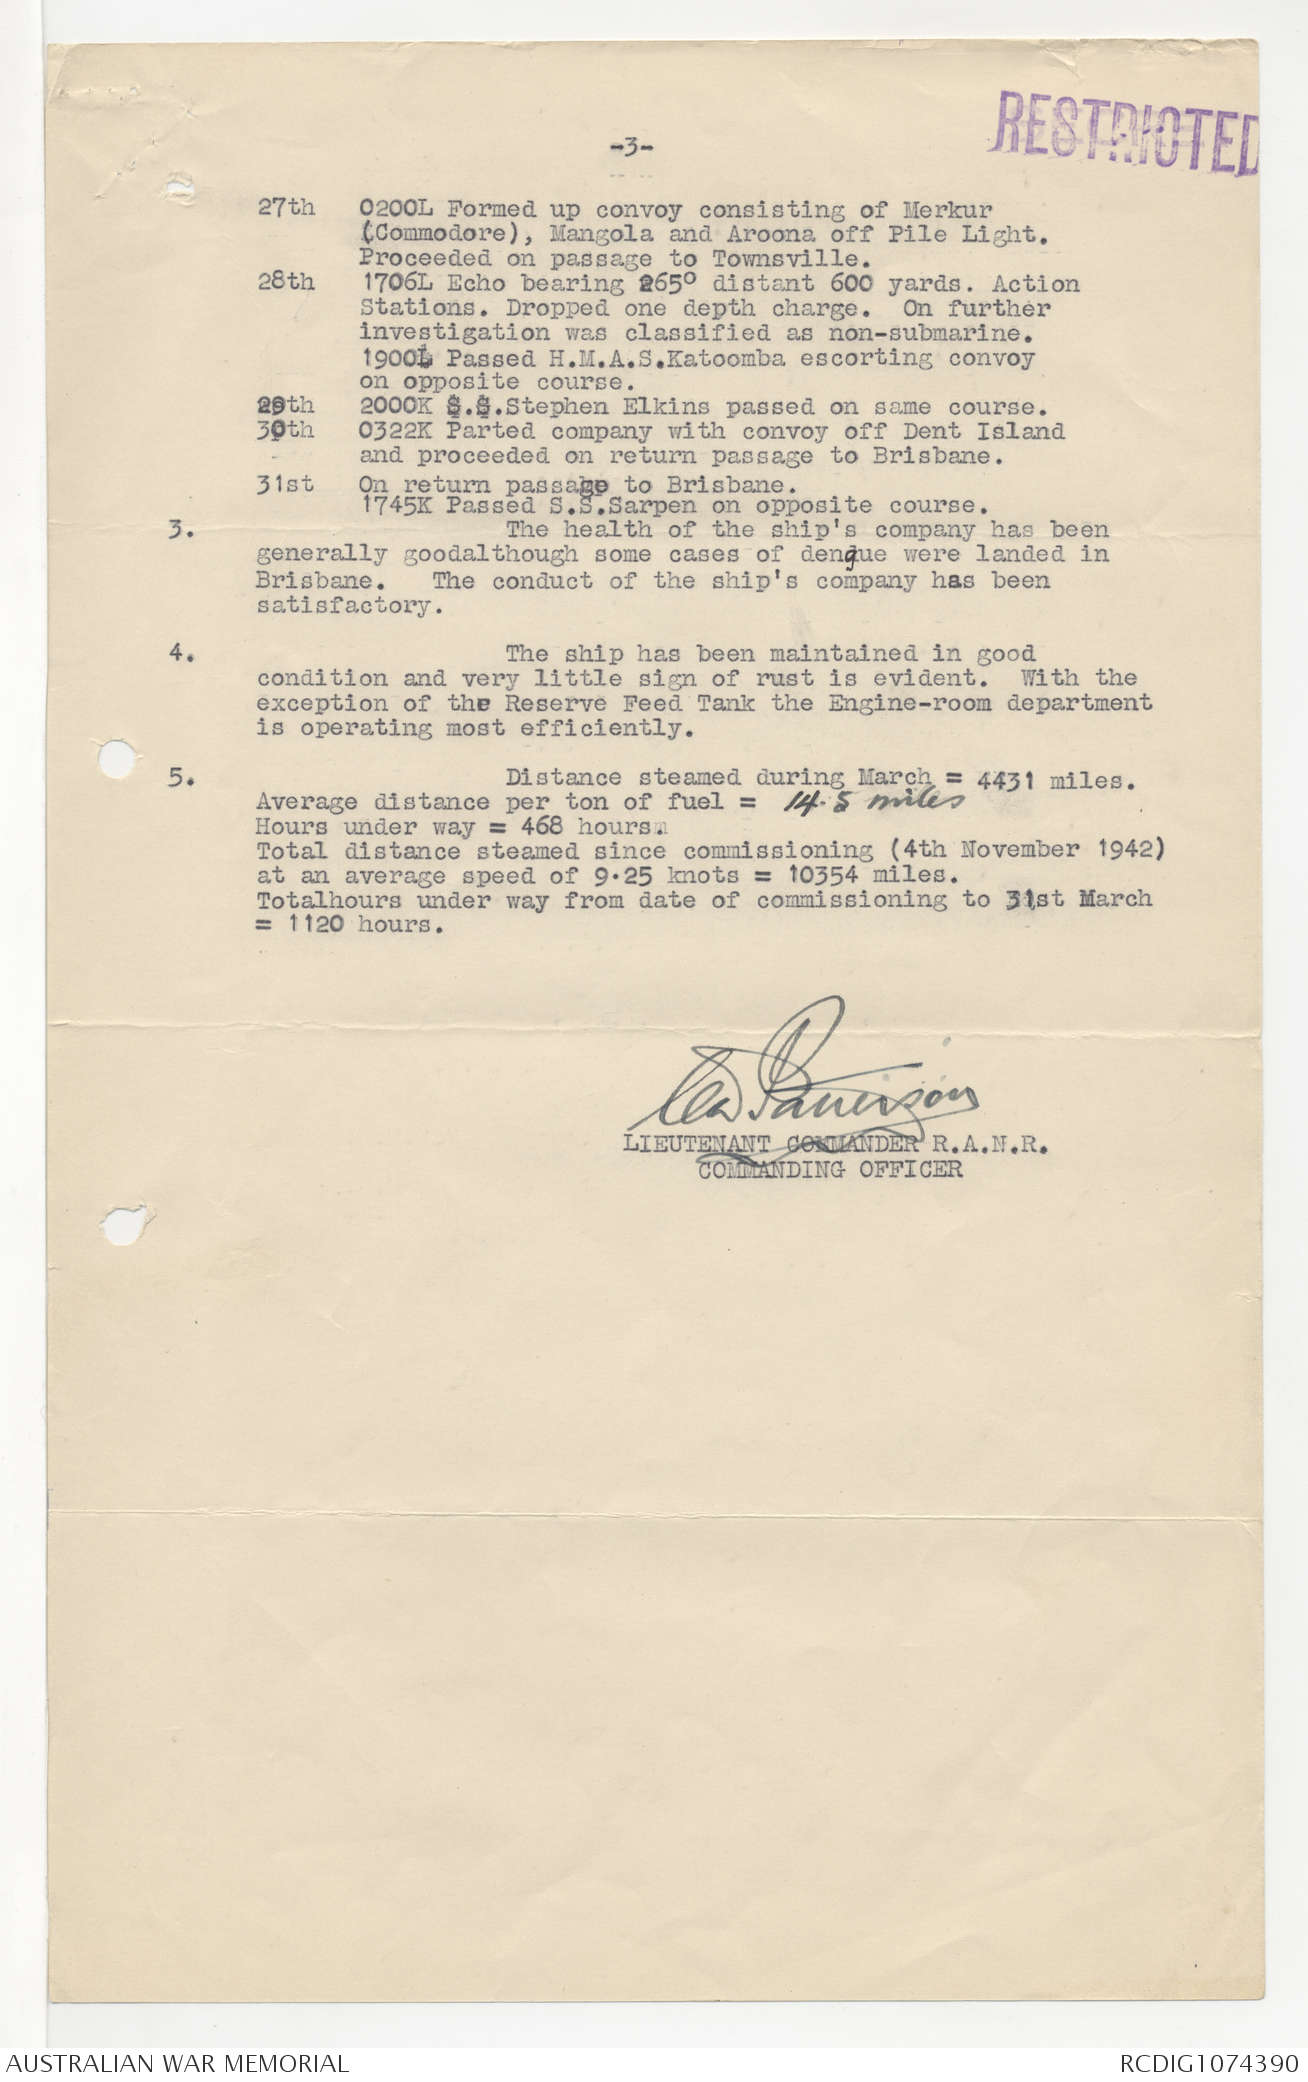 RESTRICTED
-3-
27th 0200L Formed up convoy consisting of Merkur
(Commodore), Mangola and Aroona off Pile Light.
Proceeded on passage to Townsville.
28th 1706L Echo bearing 265° distant 600 yards. Action
Stations. Dropped one depth charge. On further
investigation was classified as non-submarine.
1900L Passed H.M.A.S.Katoomba escorting convoy
on opposite course.
29th 2000K S.S.Stephen Elkins passed on same course.
30th 0322K Parted company with convoy off Dent Island
and proceeded on return passage to Brisbane.
31st On return passage to Brisbane.
1745K Passed S.S.Sarpen on opposite course.
3. The health of the ship's company has been
generally goodalthough some cases of dengue were landed in
Brisbane. The conduct of the ship's company has been
satisfactory.
4. The ship has been maintained in good
condition and very little sign of rust is evident. With the
exception of the Reserve Feed Tank the Engine-room department
is operating most efficiently.
5. Distance steamed during March = 4431 miles.
Average distance per ton of fuel = 14.5 miles
Hours under way = 468 hours.
Total distance steamed since commissioning (4th November 1942)
at an average speed of 9.25 knots = 10354 miles.
Totalhours under way from date of commissioning to 31st March
= 1120 hours.
LIEUTENANT COMMANDER R.A.N.R.
COMMANDING OFFICER
AUSTRALIAN WAR MEMORIAL
RCDIG1074390